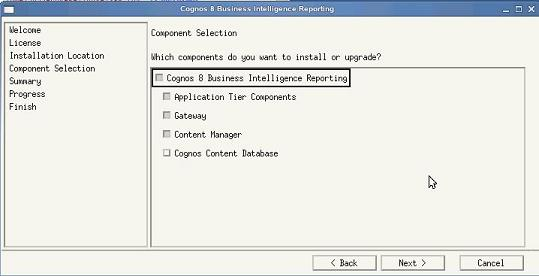 Cognos 8 Business Intelligence Reporting
Welcome
License
Installation Location
Component Selection
Summary
Progress
Finish
Component Selection
Which components do you want to install or upgrade?
Cognos 8 Business Intelligence Reporting
Application Tier Components
Gateway
Content Manager
Cognos Content Database
< Back
Next >
Cancel